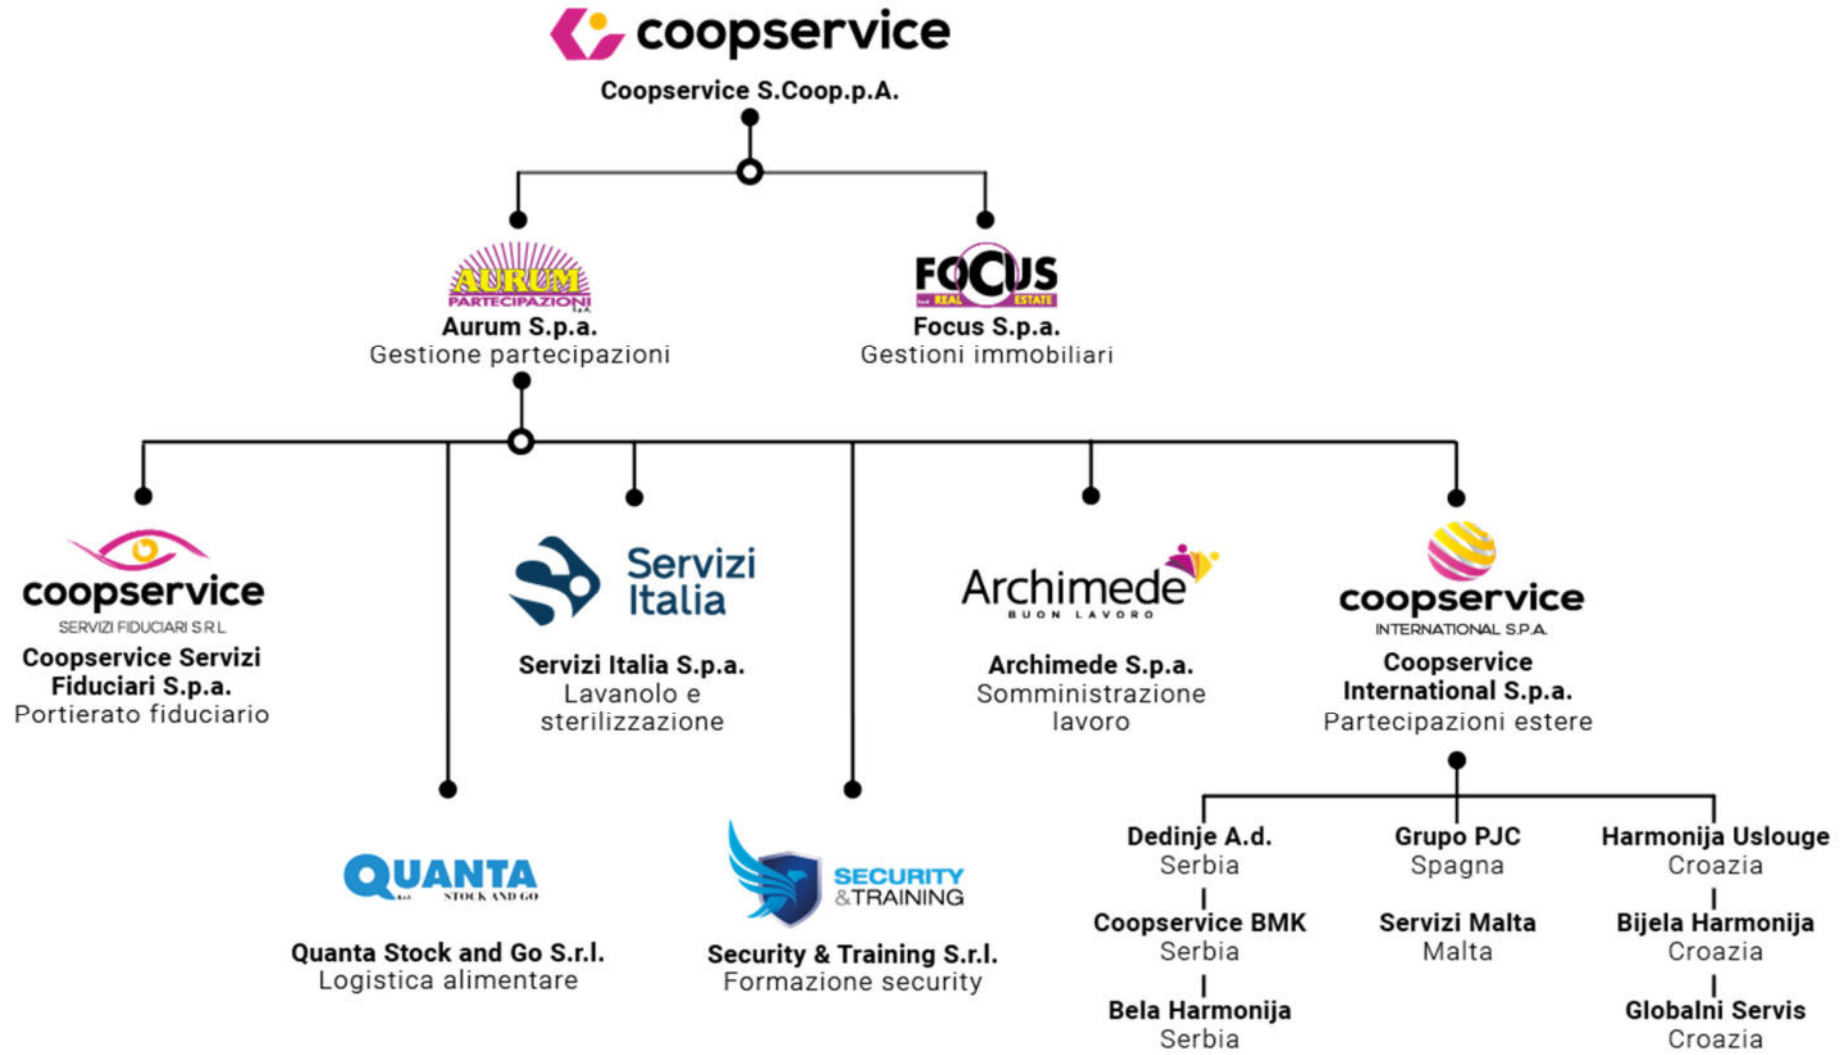 coopservice
Coopservice S.Coop.p.A.
AURUM
PARTECIPAZIONI
S.p.A.
Aurum S.p.a.
Gestione partecipazioni
FOCUS
REAL ESTATE
Focus S.p.a.
Gestioni immobiliari
coopservice
SERVIZI FIDUCIARI S.R.L
Coopservice Servizi
Fiduciari S.p.a.
Portierato fiduciario
Servizi
Italia
Servizi Italia S.p.a.
Lavanolo e
sterilizzazione
Archimede
BUON LAVORO
Archimede S.p.a.
Somministrazione
lavoro
coopservice
INTERNATIONAL S.P.A.
Coopservice
International S.p.a.
Partecipazioni estere
QUANTA
STOCK AND GO
Quanta Stock and Go S.r.l.
Logistica alimentare
SECURITY
&TRAINING
Security & Training S.r.l.
Formazione security
Dedinje A.d.
Serbia
Coopservice BMK
Serbia
Bela Harmonija
Serbia
Grupo PJC
Spagna
Servizi Malta
Malta
Harmonija Uslouge
Croazia
Bijela Harmonija
Croazia
Globalni Servis
Croazia